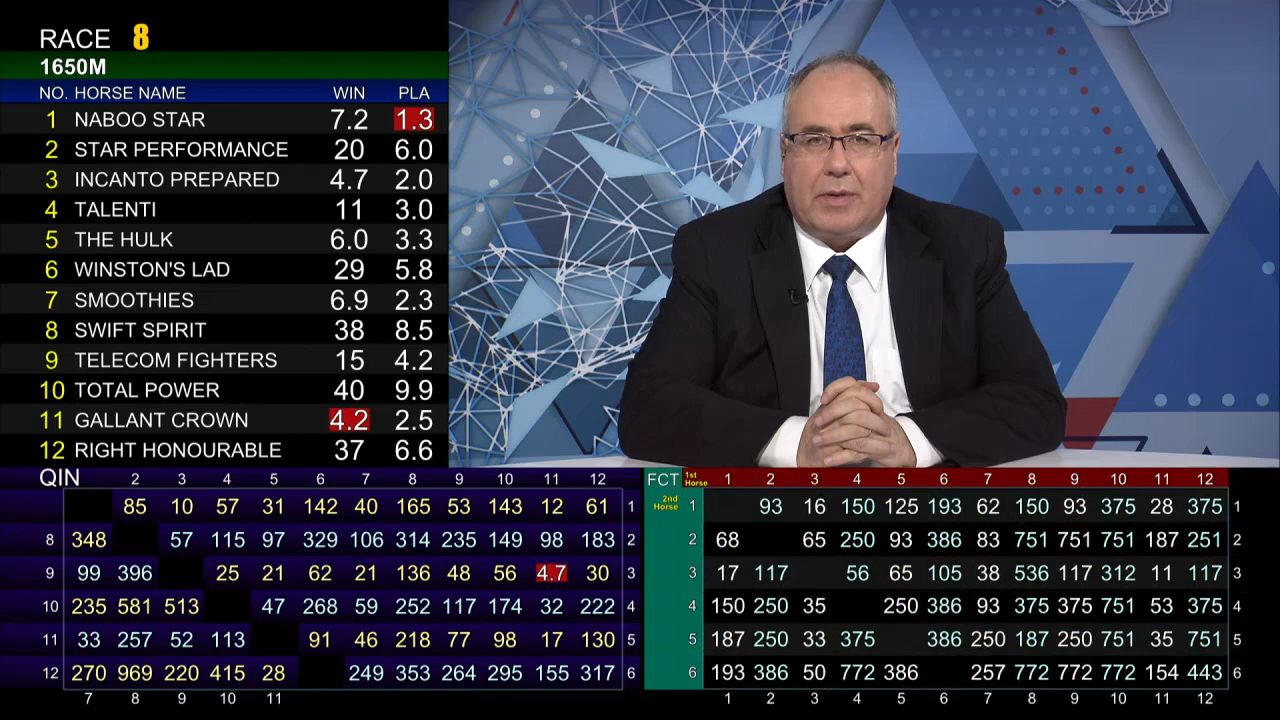 RACE 8
1650M
NO. HORSE NAME WIN PLA
1 NABOO STAR 7.2 1.3
2 STAR PERFORMANCE 20 6.0
3 INCANTO PREPARED 4.7 2.0
4 TALENTI 11 3.0
5 THE HULK 6.0 3.3
6 WINSTON'S LAD 29 5.8
7 SMOOTHIES 6.9 2.3
8 SWIFT SPIRIT 38 8.5
9 TELECOM FIGHTERS 15 4.2
10 TOTAL POWER 40 9.9
11 GALLANT CROWN 4.2 2.5
12 RIGHT HONOURABLE 37 6.6
QIN 2 3 4 5 6 7 8 9 10 11 12
85 10 57 31 142 40 165 53 143 12 61 1
8 348 57 115 97 329 106 314 235 149 98 183 2
9 99 396 25 21 62 21 136 48 56 4.7 30 3
10 235 581 513 47 268 59 252 117 174 32 222 4
11 33 257 52 113 91 46 218 77 98 17 130 5
12 270 969 220 415 28 249 353 264 295 155 317 6
7 8 9 10 11
FCT 1st Horse 1 2 3 4 5 6 7 8 9 10 11 12
2nd Horse 1 93 16 150 125 193 62 150 93 375 28 375 1
2 68 65 250 93 386 83 751 751 751 187 251 2
3 17 117 56 65 105 38 536 117 312 11 117 3
4 150 250 35 250 386 93 375 375 751 53 375 4
5 187 250 33 375 386 250 187 250 751 35 751 5
6 193 386 50 772 386 257 772 772 772 154 443 6
1 2 3 4 5 6 7 8 9 10 11 12